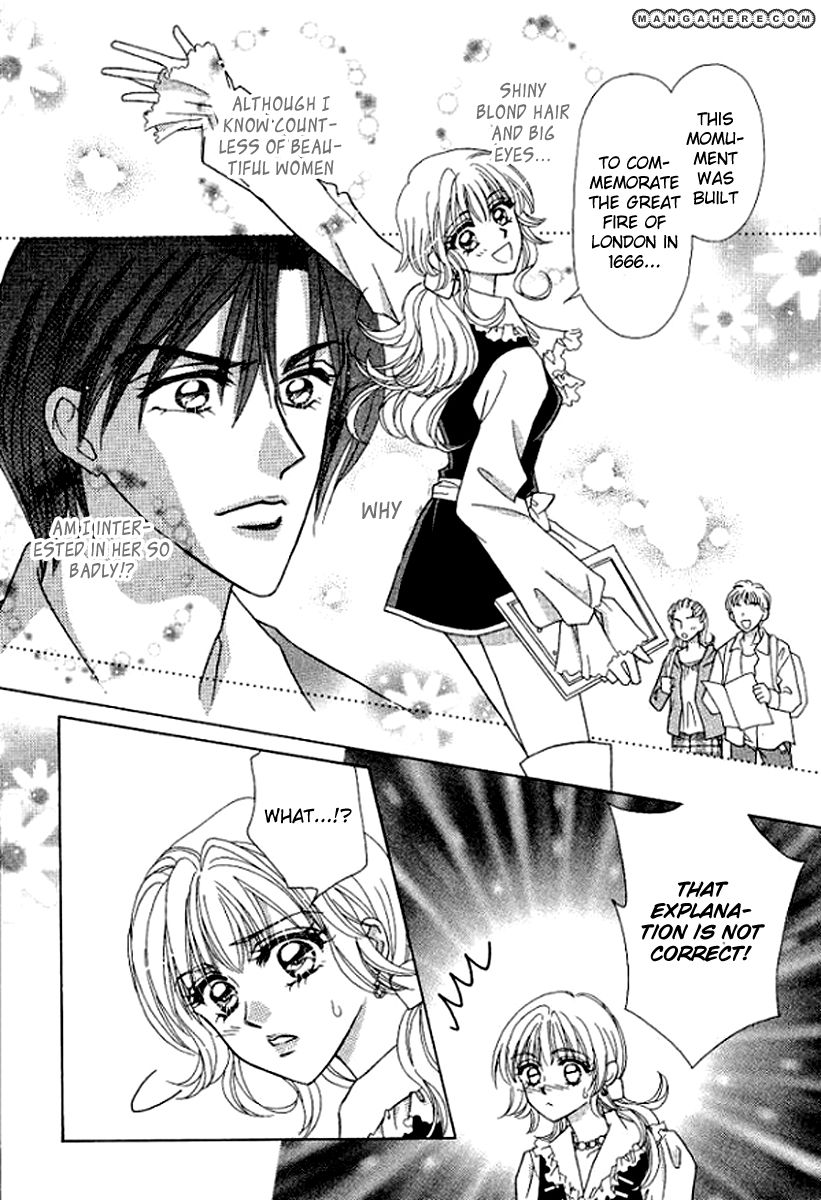 MANGAHERE.COM
THIS
MOMU-
MENT
WAS
BUILT
TO COM-
MEMORATE
THE GREAT
FIRE OF
LONDON IN
1666...
SHINY
BLOND HAIR
AND BIG
EYES...
ALTHOUGH I
KNOW COUNT-
LESS OF BEAU-
TIFUL WOMEN
WHY
AM I INTER-
ESTED IN HER SO
BADLY!?
THAT
EXPLANA-
TION IS NOT
CORRECT!
WHAT...!?